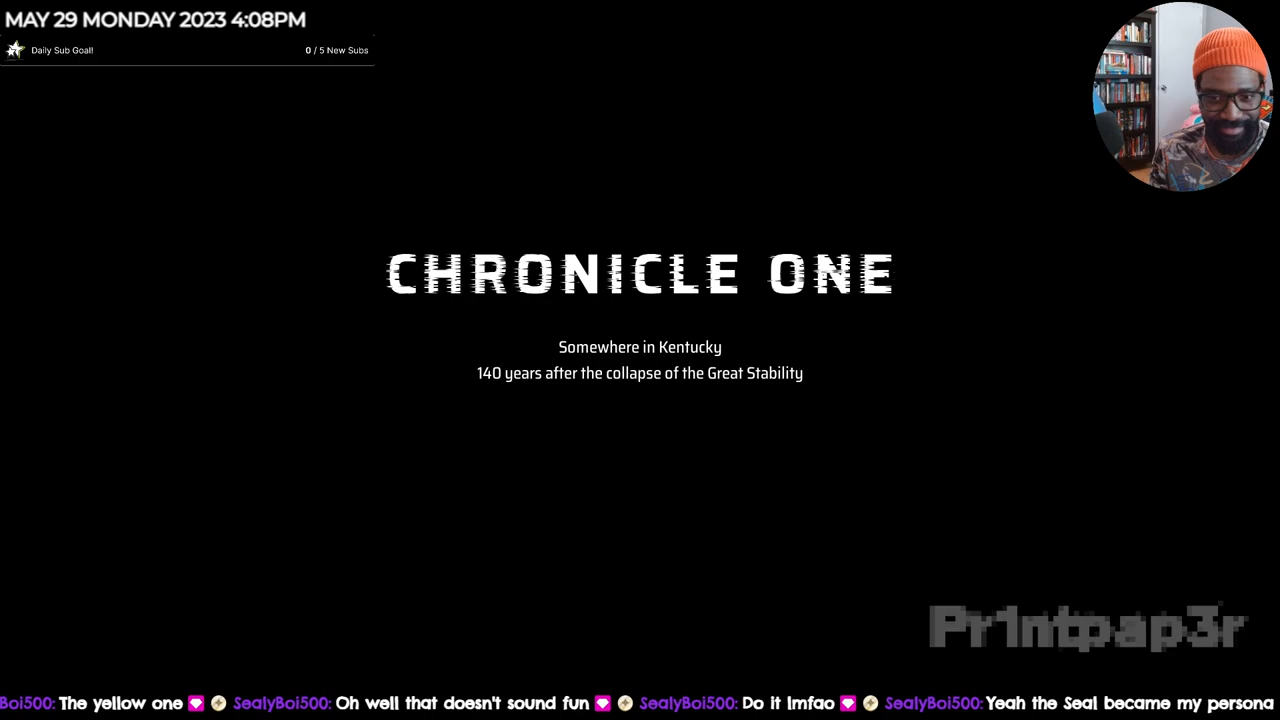 MAY 29 MONDAY 2023 4:08PM
Daily Sub Goal!
0 / 5 New Subs
CHRONICLE ONE
Somewhere in Kentucky
140 years after the collapse of the Great Stability
Pr1ntpap3r
Boi500: The yellow one SealyBoi500: Oh well that doesn't sound fun SealyBoi500: Do it lmfao SealyBoi500: Yeah the Seal became my persona